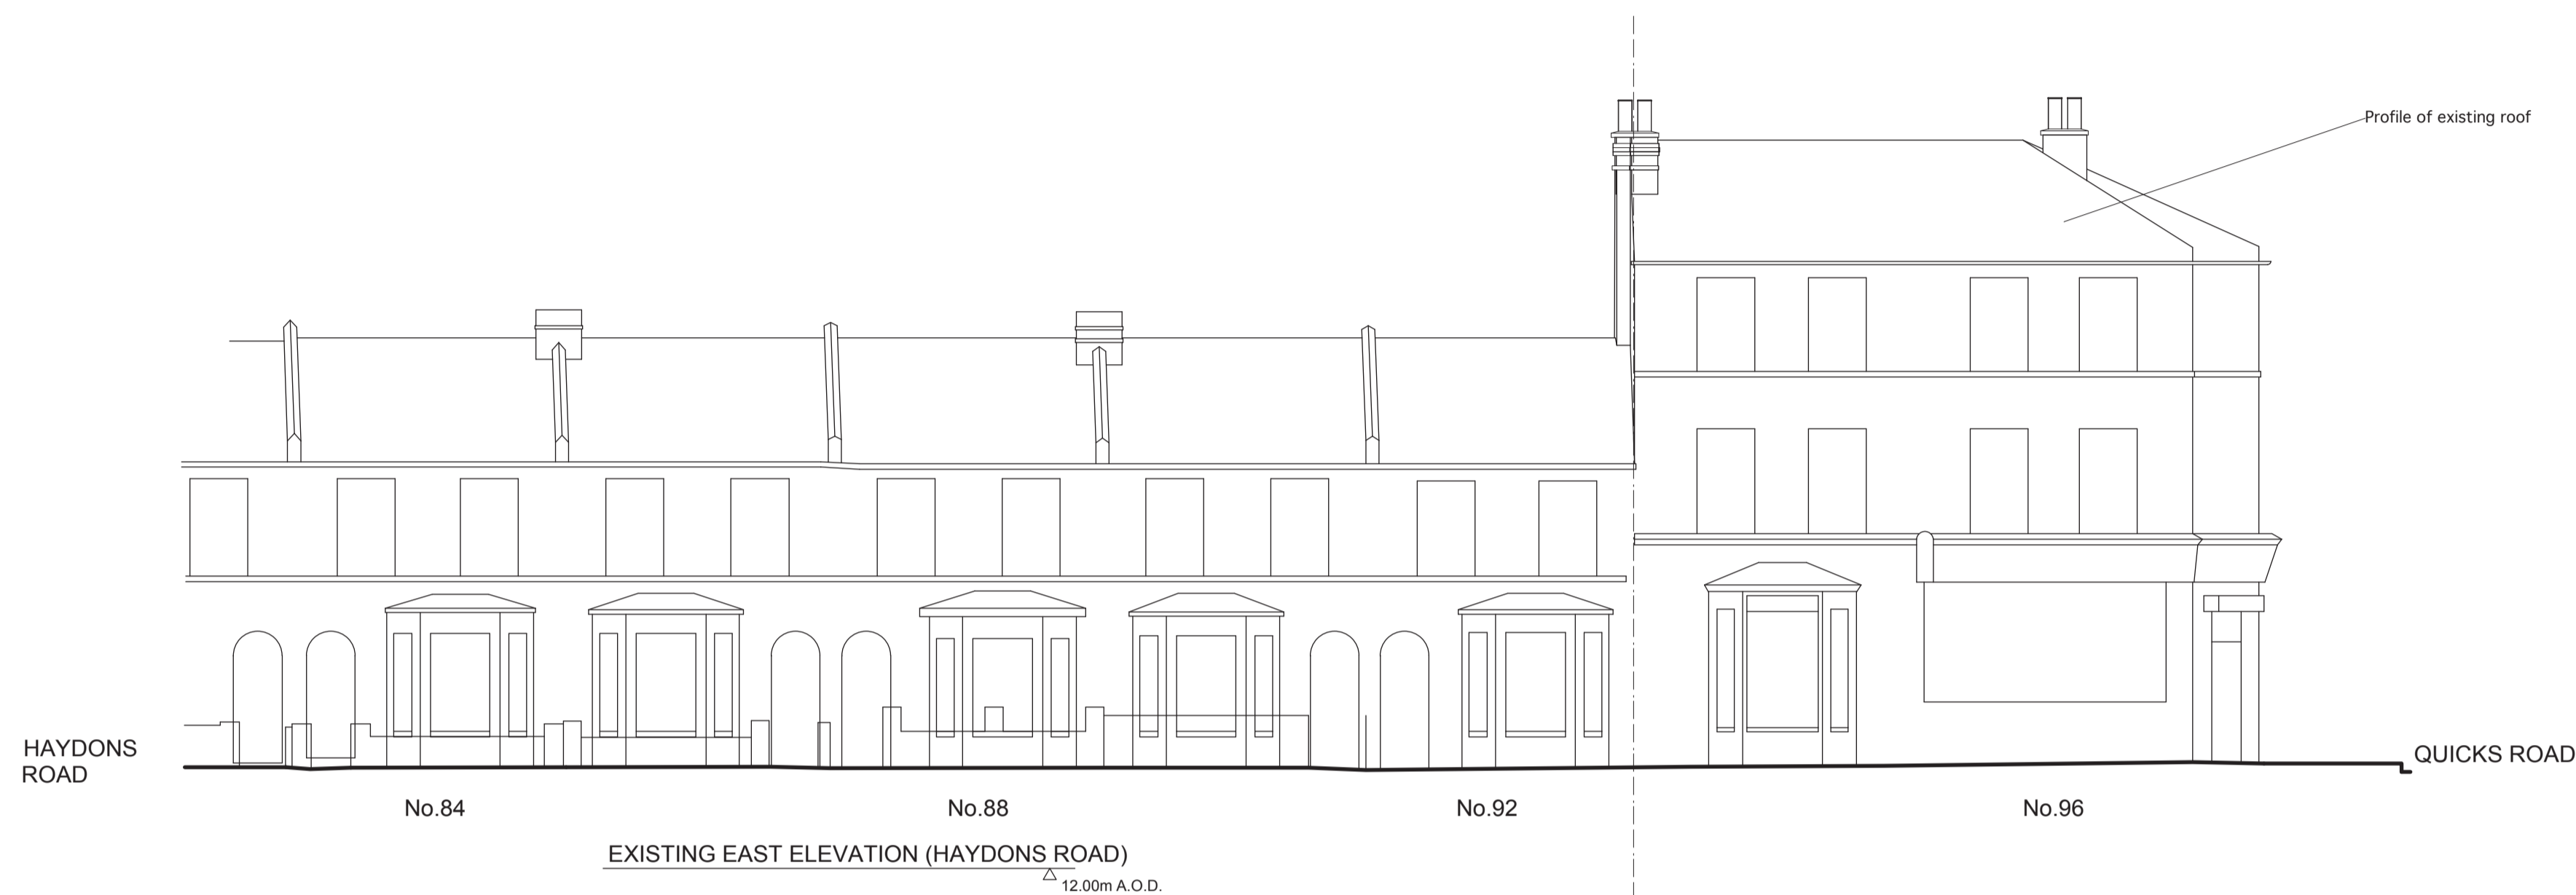 Profile of existing roof
HAYDONS
ROAD
QUICKS ROAD
No.84
No.88
No.92
No.96
EXISTING EAST ELEVATION (HAYDONS ROAD)
12.00m A.O.D.